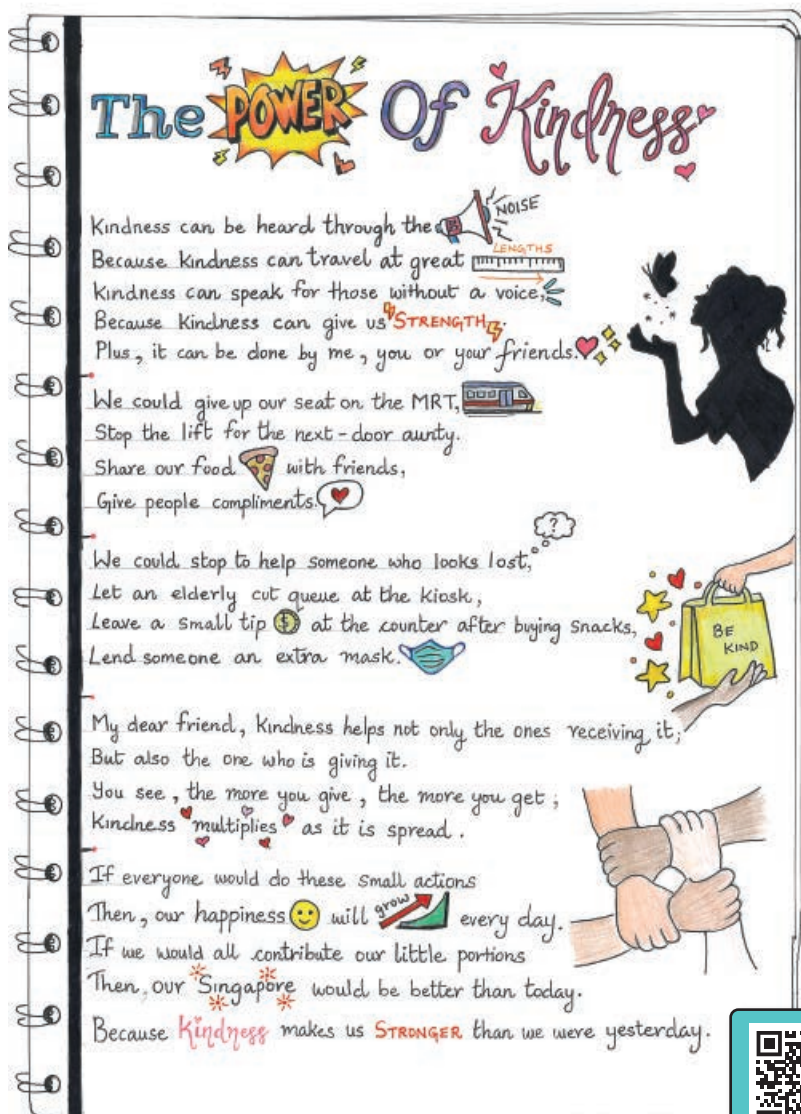 The POWER Of Kindness
Kindness can be heard through the NOISE
Because kindness can travel at great LENGTHS
Kindness can speak for those without a voice,
Because kindness can give us STRENGTH.
Plus, it can be done by me, you or your friends.
We could give up our seat on the MRT,
Stop the lift for the next-door aunty.
Share our food with friends,
Give people compliments.
?
We could stop to help someone who looks lost,
Let an elderly cut queue at the kiosk,
Leave a small tip $ at the counter after buying snacks,
Lend someone an extra mask.
BE
KIND
My dear friend, kindness helps not only the ones receiving it;
But also the one who is giving it.
You see, the more you give, the more you get;
Kindness multiplies as it is spread.
If everyone would do these small actions
Then, our happiness will grow every day.
If we would all contribute our little portions
Then, our Singapore would be better than today.
Because Kindness makes us STRONGER than we were yesterday.